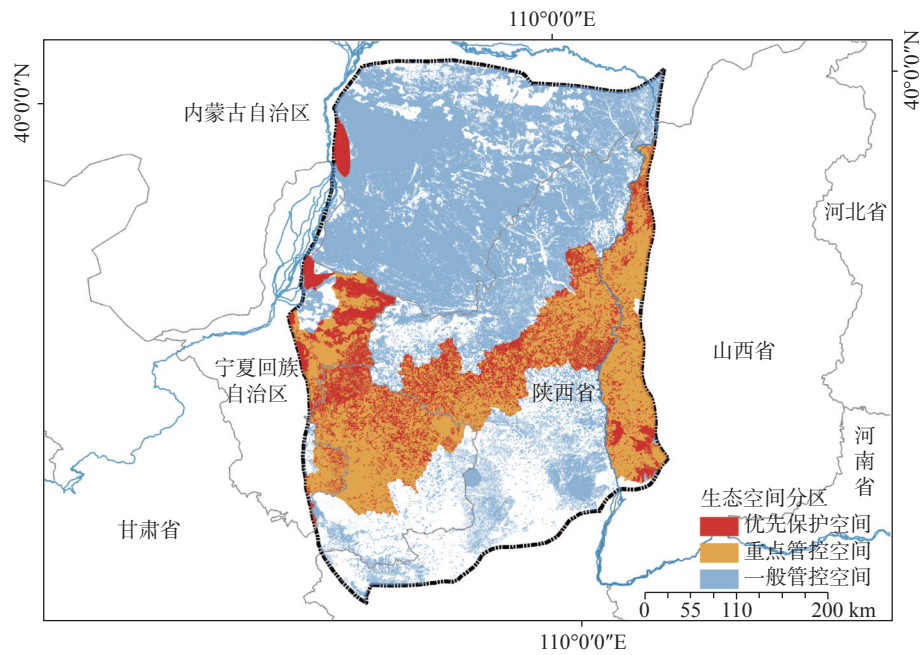 110°0′0″E
40°0′0″N
40°0′0″N
内蒙古自治区
河北省
宁夏回族
自治区
山西省
陕西省
河南省
甘肃省
生态空间分区
优先保护空间
重点管控空间
一般管控空间
0 55 110 200 km
110°0′0″E